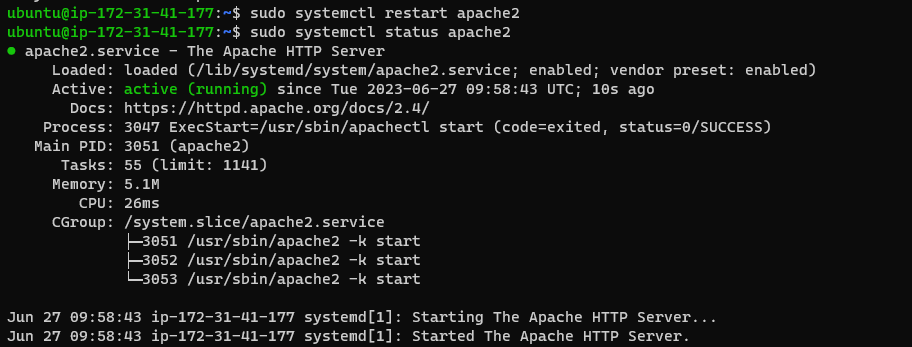 ubuntu@ip-172-31-41-177:~$ sudo systemctl restart apache2
ubuntu@ip-172-31-41-177:~$ sudo systemctl status apache2
● apache2.service - The Apache HTTP Server
     Loaded: loaded (/lib/systemd/system/apache2.service; enabled; vendor preset: enabled)
     Active: active (running) since Tue 2023-06-27 09:58:43 UTC; 10s ago
       Docs: https://httpd.apache.org/docs/2.4/
    Process: 3047 ExecStart=/usr/sbin/apachectl start (code=exited, status=0/SUCCESS)
   Main PID: 3051 (apache2)
      Tasks: 55 (limit: 1141)
     Memory: 5.1M
        CPU: 26ms
     CGroup: /system.slice/apache2.service
             ├─3051 /usr/sbin/apache2 -k start
             ├─3052 /usr/sbin/apache2 -k start
             └─3053 /usr/sbin/apache2 -k start

Jun 27 09:58:43 ip-172-31-41-177 systemd[1]: Starting The Apache HTTP Server...
Jun 27 09:58:43 ip-172-31-41-177 systemd[1]: Started The Apache HTTP Server.